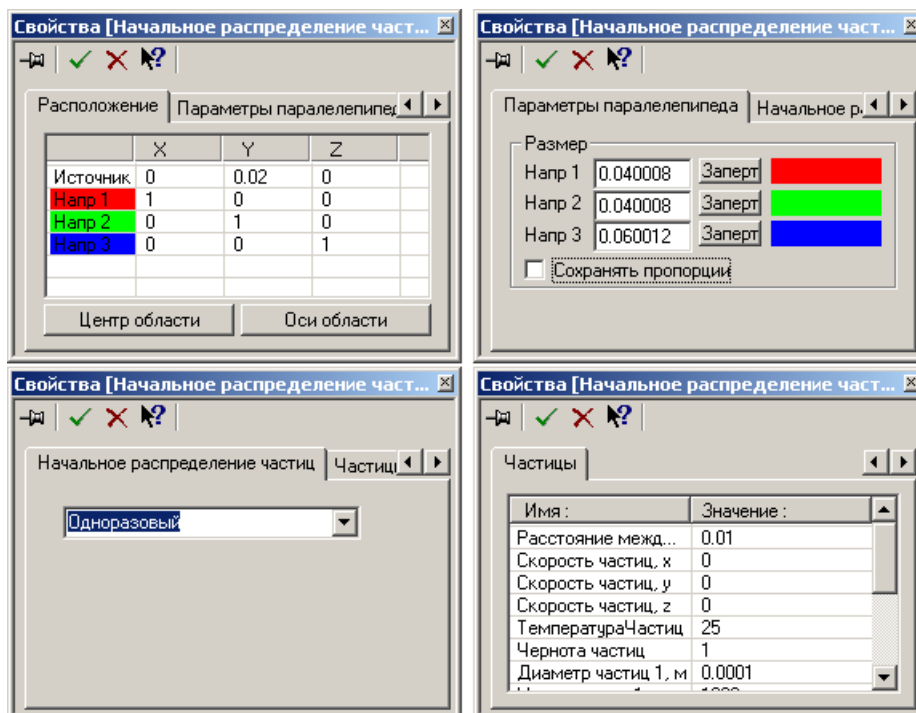 Свойства [Начальное распределение част...
Расположение Параметры паралелепипед
X Y Z
Источник 0 0.02 0
Напр 1 1 0 0
Напр 2 0 1 0
Напр 3 0 0 1
Центр области Оси области
Свойства [Начальное распределение част...
Параметры паралелепипеда Начальное р
Размер
Напр 1 0.040008 Заперт
Напр 2 0.040008 Заперт
Напр 3 0.060012 Заперт
Сохранять пропорции
Свойства [Начальное распределение част...
Начальное распределение частиц Частицы
Одноразовый
Свойства [Начальное распределение част...
Частицы
Имя : Значение :
Расстояние межд... 0.01
Скорость частиц, x 0
Скорость частиц, y 0
Скорость частиц, z 0
ТемператураЧастиц 25
Чернота частиц 1
Диаметр частиц 1, м 0.0001